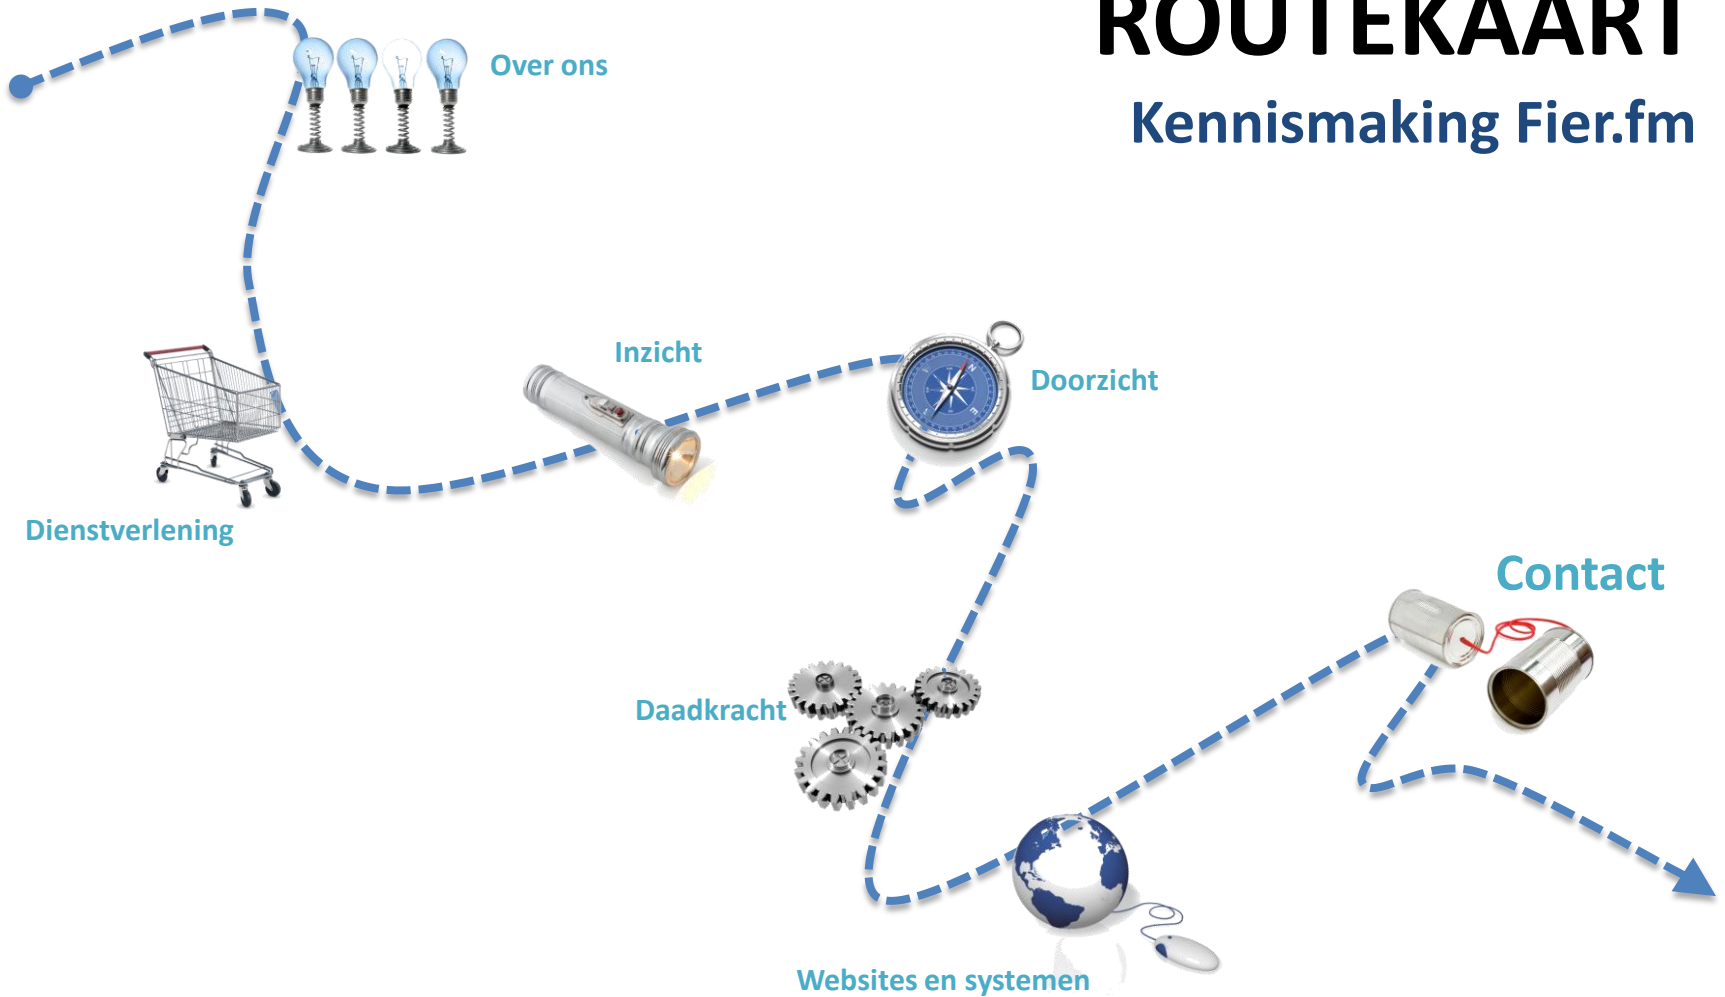 ROUTEKAART
Kennismaking Fier.fm
Over ons
Dienstverlening
Inzicht
Doorzicht
Daadkracht
Websites en systemen
Contact